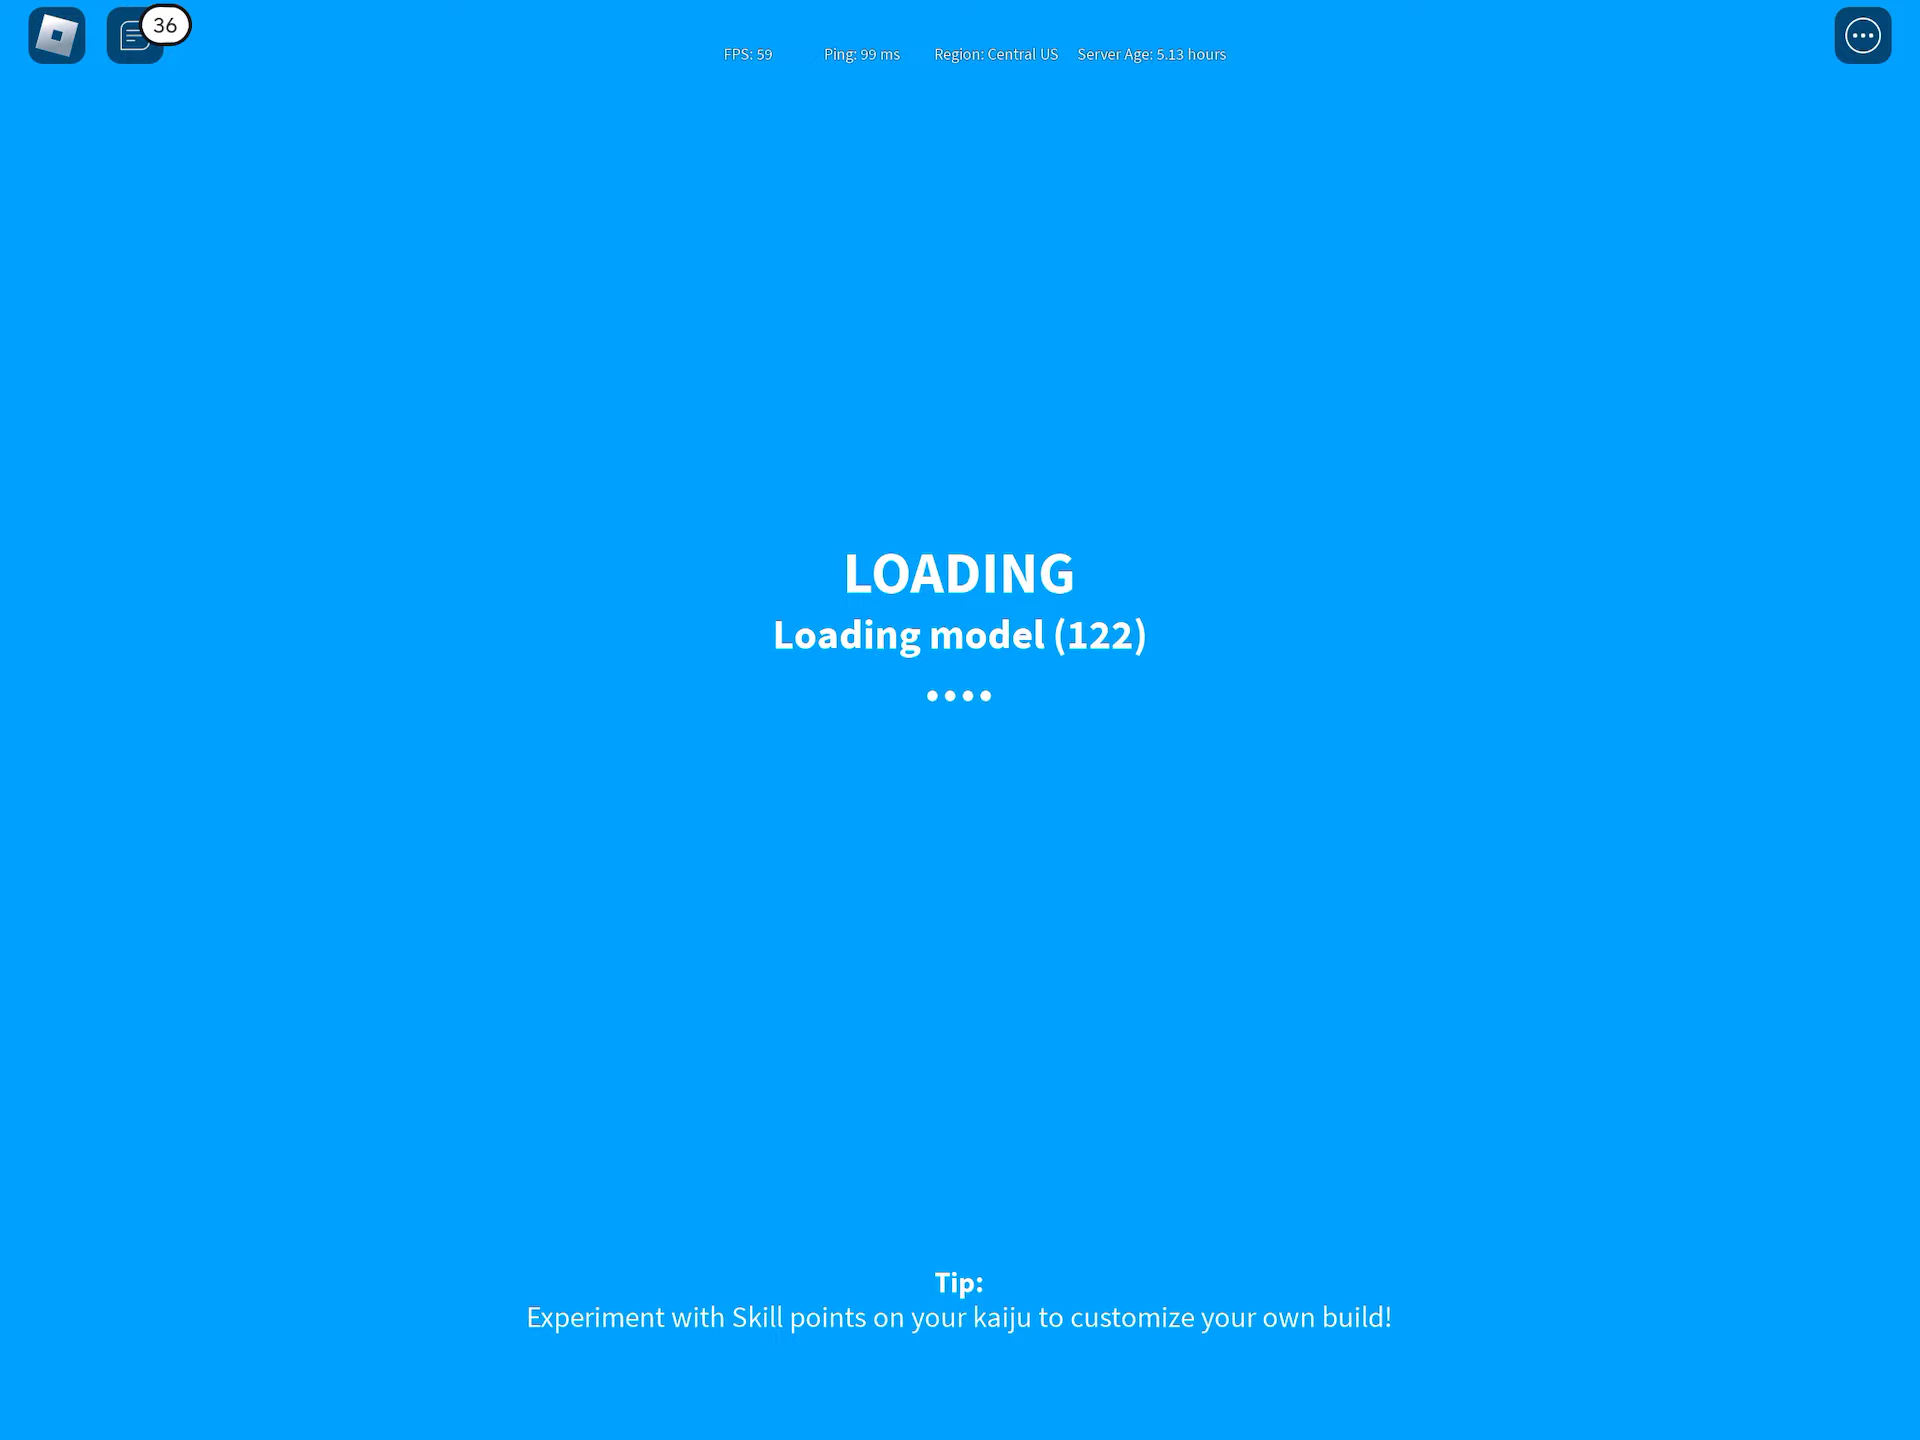 36
FPS: 59 Ping: 99 ms Region: Central US Server Age: 5.13 hours
LOADING
Loading model (122)
Tip:
Experiment with Skill points on your kaiju to customize your own build!